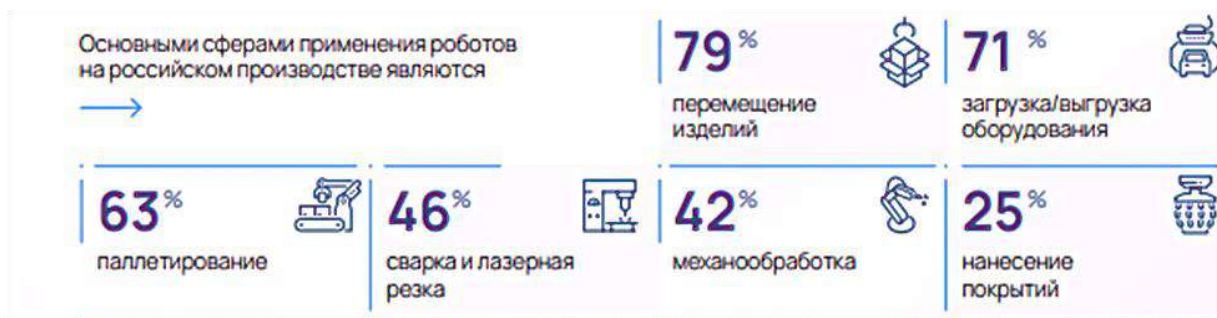 Основными сферами применения роботов
на российском производстве являются
79%
перемещение
изделий
71 %
загрузка/выгрузка
оборудования
63%
паллетирование
46%
сварка и лазерная
резка
42%
механообработка
25%
нанесение
покрытий